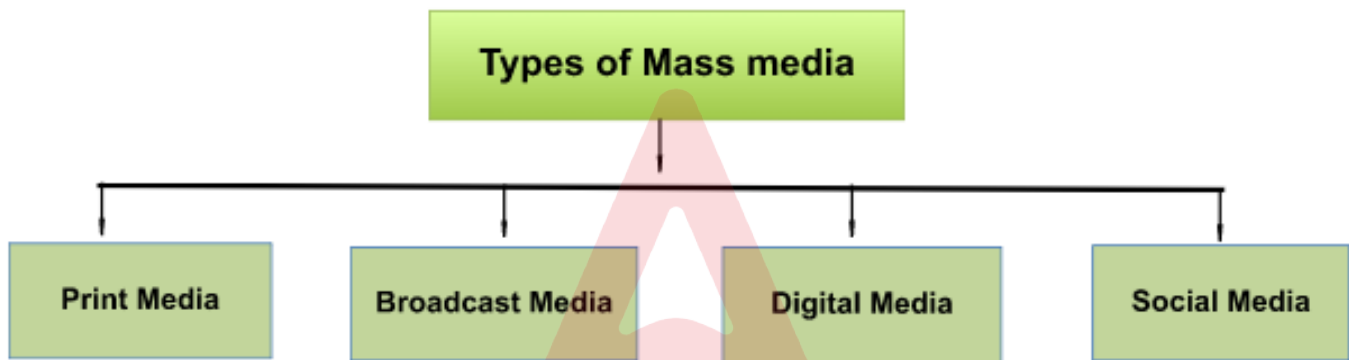 Types of Mass media
Print Media
Broadcast Media
Digital Media
Social Media